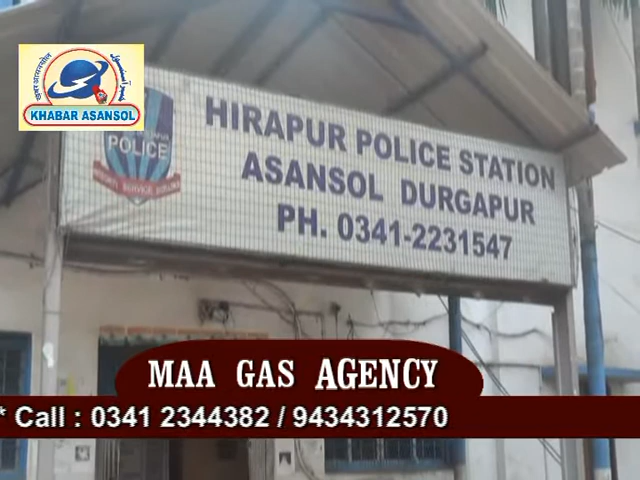 KHABAR ASANSOL
HIRAPUR POLICE STATION
ASANSOL DURGAPUR
PH. 0341-2231547
POLICE
MAA GAS AGENCY
* Call : 0341 2344382 / 9434312570